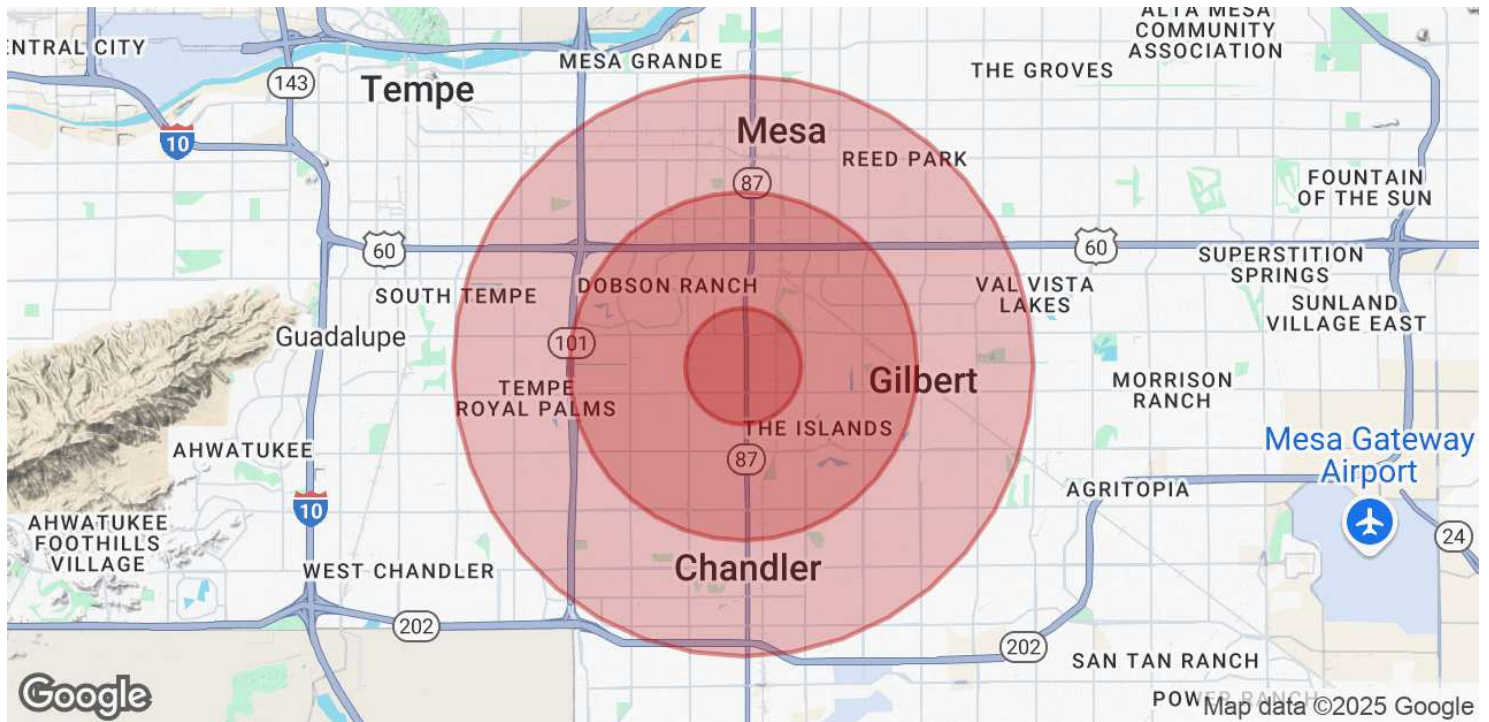 ALTA MESA
COMMUNITY
ASSOCIATION
ENTRAL CITY
MESA GRANDE
THE GROVES
143
Tempe
Mesa
10
REED PARK
87
FOUNTAIN
OF THE SUN
60
60
SUPERSTITION
SPRINGS
SOUTH TEMPE
DOBSON RANCH
VAL VISTA
LAKES
SUNLAND
VILLAGE EAST
Guadalupe
101
TEMPE
ROYAL PALMS
Gilbert
MORRISON
RANCH
THE ISLANDS
AHWATUKEE
87
Mesa Gateway
Airport
AGRITOPIA
10
AHWATUKEE
FOOTHILLS
VILLAGE
24
WEST CHANDLER
Chandler
202
202
SAN TAN RANCH
POWER RANCH
Google
Map data ©2025 Google